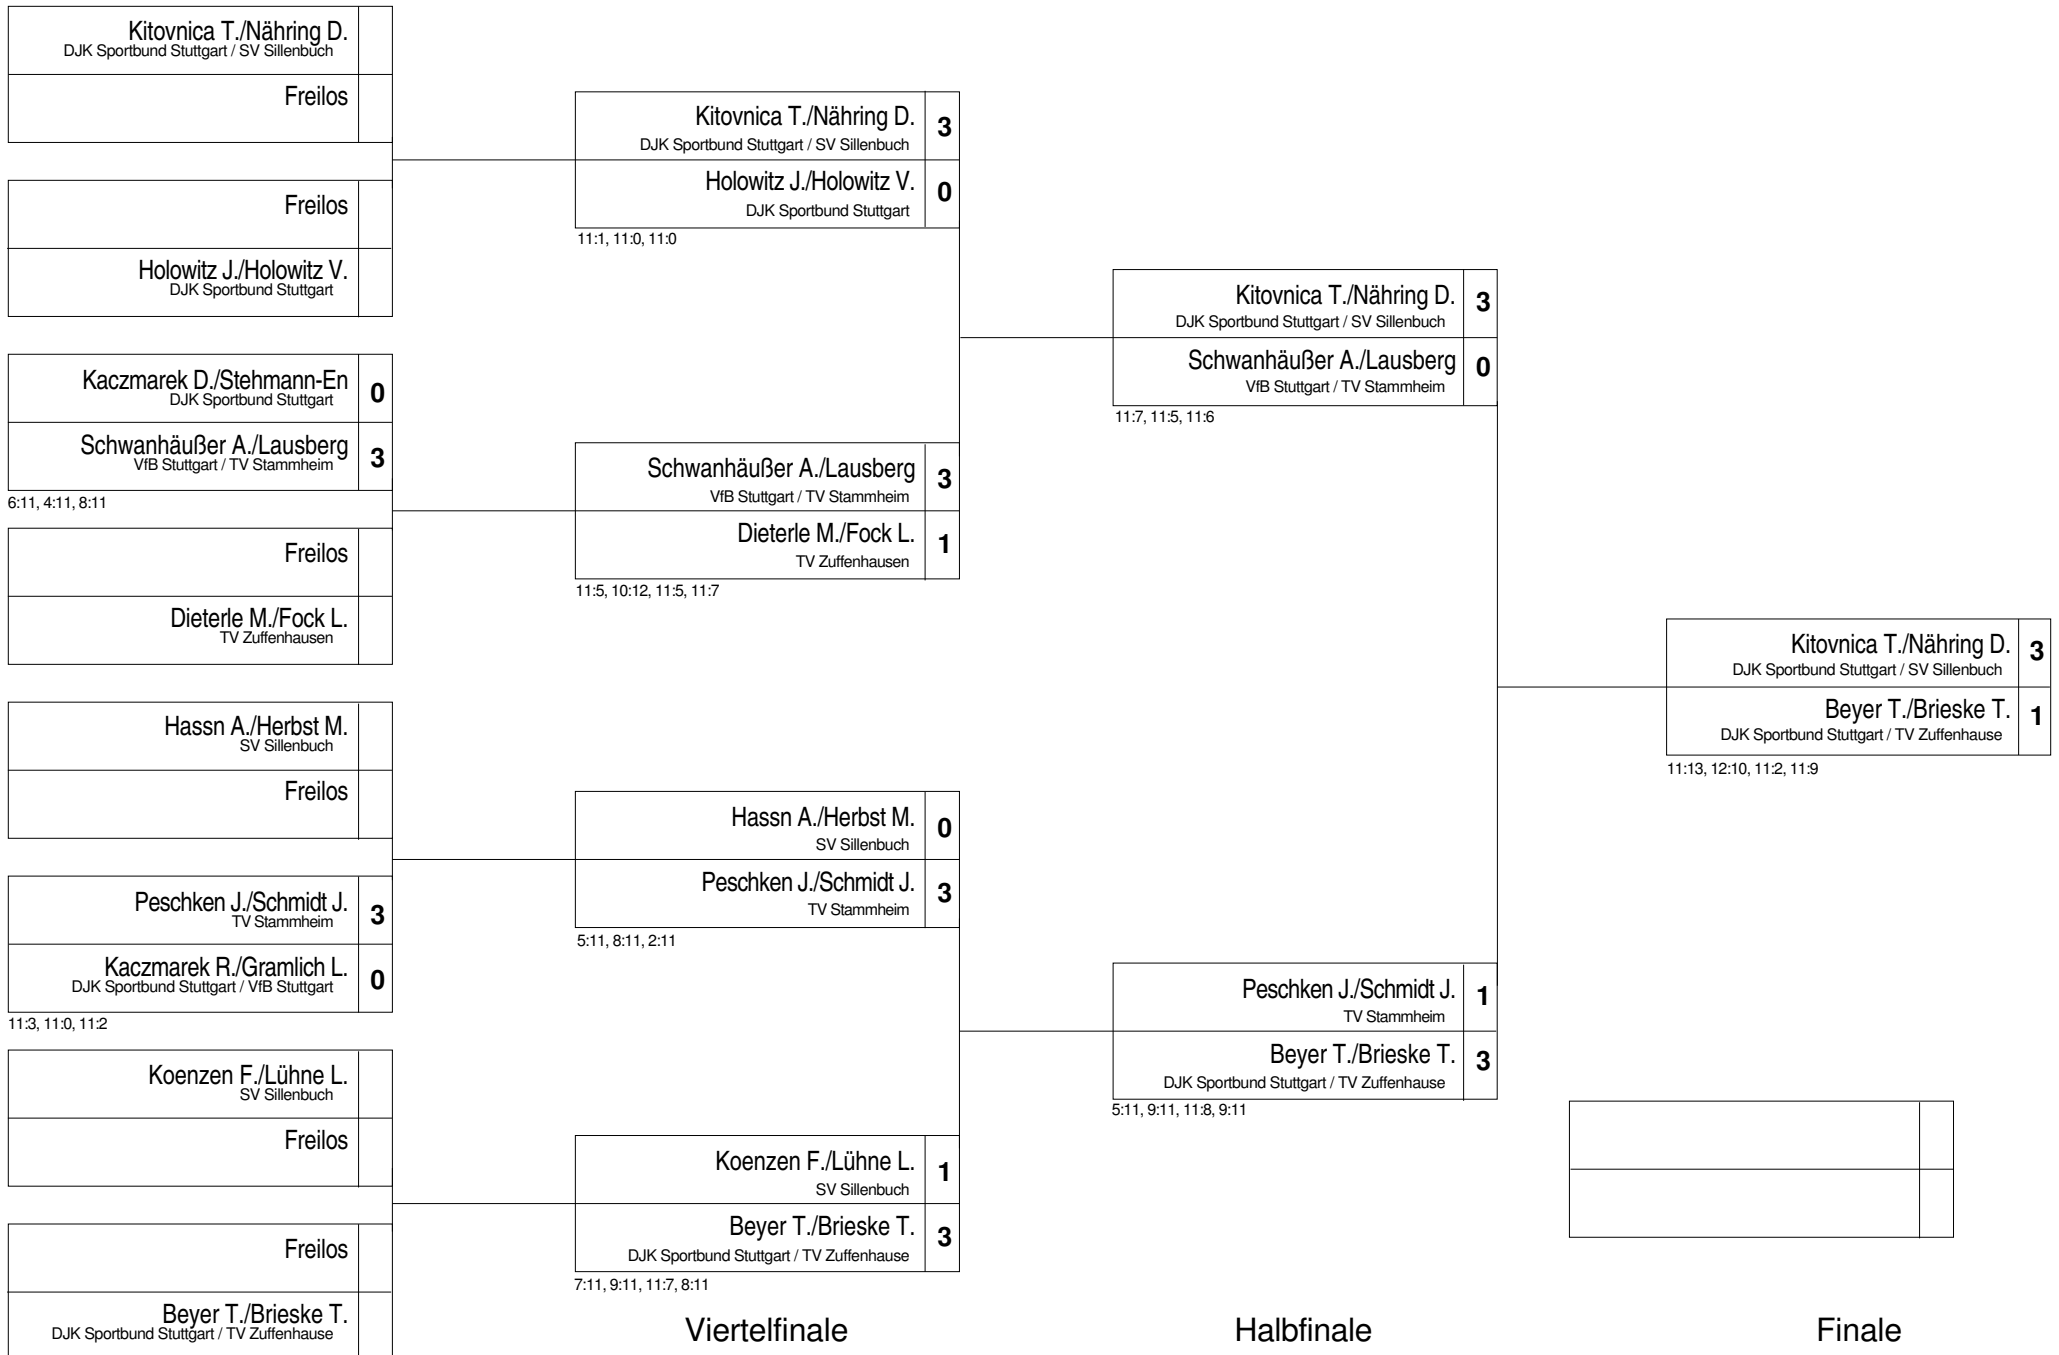 Kitovnica T./Nähring D.
DJK Sportbund Stuttgart / SV Sillenbuch
Freilos
Freilos
Holowitz J./Holowitz V.
DJK Sportbund Stuttgart
Kaczmarek D./Stehmann-En
DJK Sportbund Stuttgart
0
Schwanhäußer A./Lausberg
VfB Stuttgart / TV Stammheim
3
6:11, 4:11, 8:11
Freilos
Dieterle M./Fock L.
TV Zuffenhausen
Hassn A./Herbst M.
SV Sillenbuch
Freilos
Peschken J./Schmidt J.
TV Stammheim
3
Kaczmarek R./Gramlich L.
DJK Sportbund Stuttgart / VfB Stuttgart
0
11:3, 11:0, 11:2
Koenzen F./Lühne L.
SV Sillenbuch
Freilos
Freilos
Beyer T./Brieske T.
DJK Sportbund Stuttgart / TV Zuffenhause
Kitovnica T./Nähring D.
DJK Sportbund Stuttgart / SV Sillenbuch
3
Holowitz J./Holowitz V.
DJK Sportbund Stuttgart
0
11:1, 11:0, 11:0
Schwanhäußer A./Lausberg
VfB Stuttgart / TV Stammheim
3
Dieterle M./Fock L.
TV Zuffenhausen
1
11:5, 10:12, 11:5, 11:7
Hassn A./Herbst M.
SV Sillenbuch
0
Peschken J./Schmidt J.
TV Stammheim
3
5:11, 8:11, 2:11
Koenzen F./Lühne L.
SV Sillenbuch
1
Beyer T./Brieske T.
DJK Sportbund Stuttgart / TV Zuffenhause
3
7:11, 9:11, 11:7, 8:11
Viertelfinale
Kitovnica T./Nähring D.
DJK Sportbund Stuttgart / SV Sillenbuch
3
Schwanhäußer A./Lausberg
VfB Stuttgart / TV Stammheim
0
11:7, 11:5, 11:6
Peschken J./Schmidt J.
TV Stammheim
1
Beyer T./Brieske T.
DJK Sportbund Stuttgart / TV Zuffenhause
3
5:11, 9:11, 11:8, 9:11
Halbfinale
Kitovnica T./Nähring D.
DJK Sportbund Stuttgart / SV Sillenbuch
3
Beyer T./Brieske T.
DJK Sportbund Stuttgart / TV Zuffenhause
1
11:13, 12:10, 11:2, 11:9
Finale